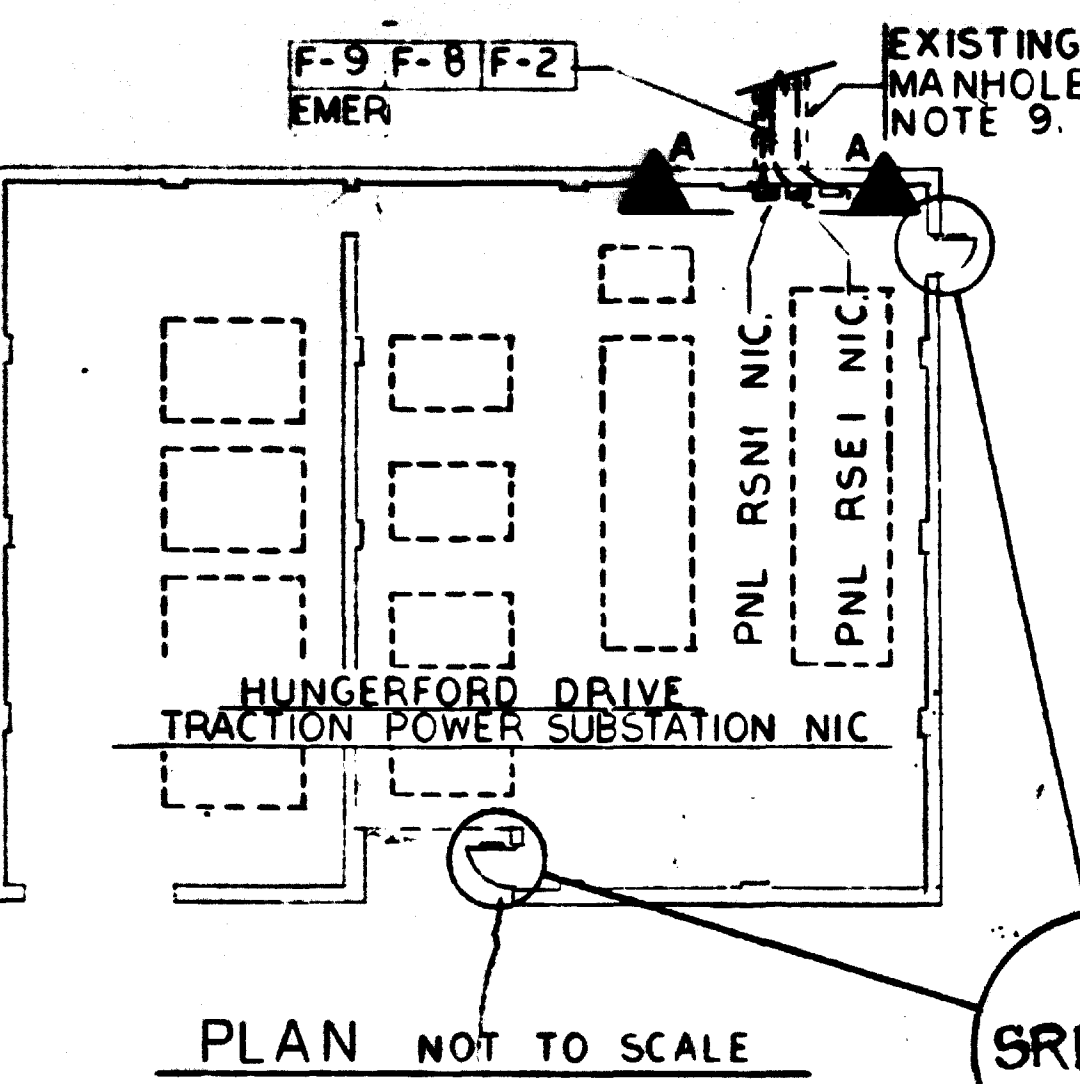 F-9 F-8 F-2
EMER
EXISTING
MANHOLE
NOTE 9.
A
A
PNL RSN1 NIC.
PNL RSE1 NIC.
HUNGERFORD DRIVE
TRACTION POWER SUBSTATION NIC
PLAN NOT TO SCALE